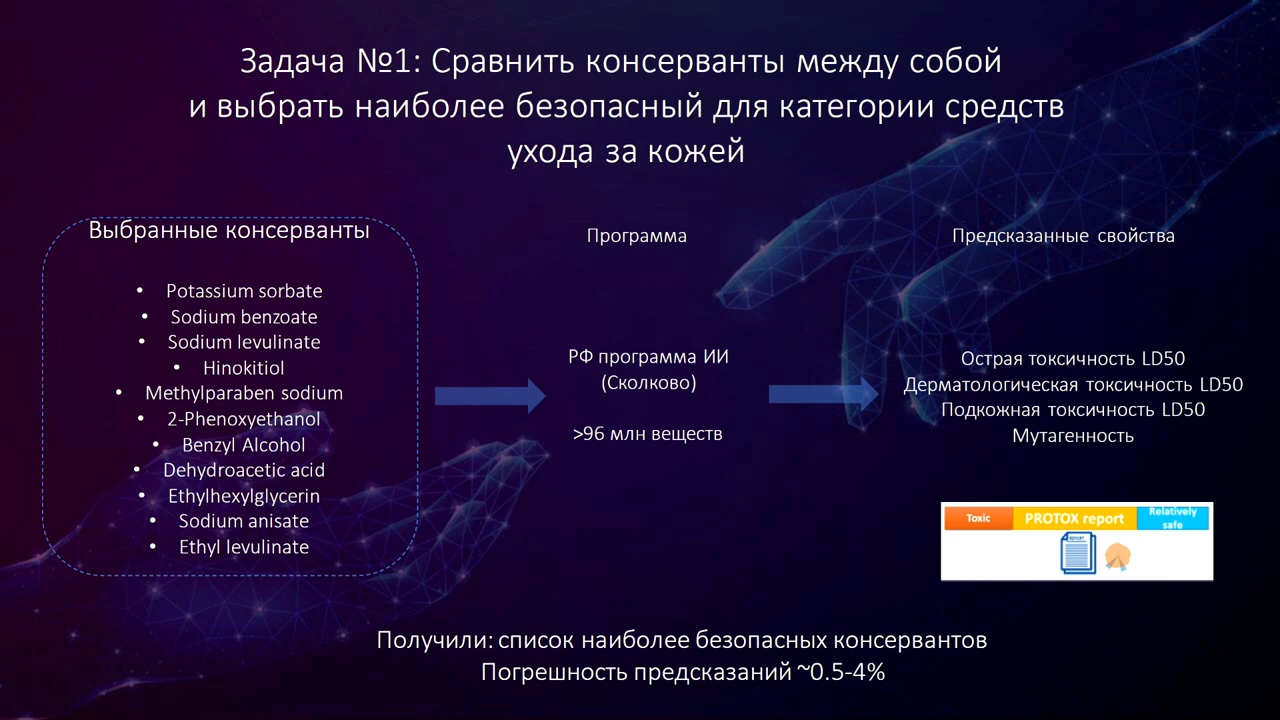 Задача №1: Сравнить консерванты между собой
и выбрать наиболее безопасный для категории средств
ухода за кожей
Выбранные консерванты
• Potassium sorbate
• Sodium benzoate
• Sodium levulinate
• Hinokitiol
• Methylparaben sodium
• 2-Phenoxyethanol
• Benzyl Alcohol
• Dehydroacetic acid
• Ethylhexylglycerin
• Sodium anisate
• Ethyl levulinate
Программа
РФ программа ИИ
(Сколково)
>96 млн веществ
Предсказанные свойства
Острая токсичность LD50
Дерматологическая токсичность LD50
Подкожная токсичность LD50
Мутагенность
Toxic
PROTOX report
Relatively
safe
REPORT
Получили: список наиболее безопасных консервантов
Погрешность предсказаний ~0.5-4%